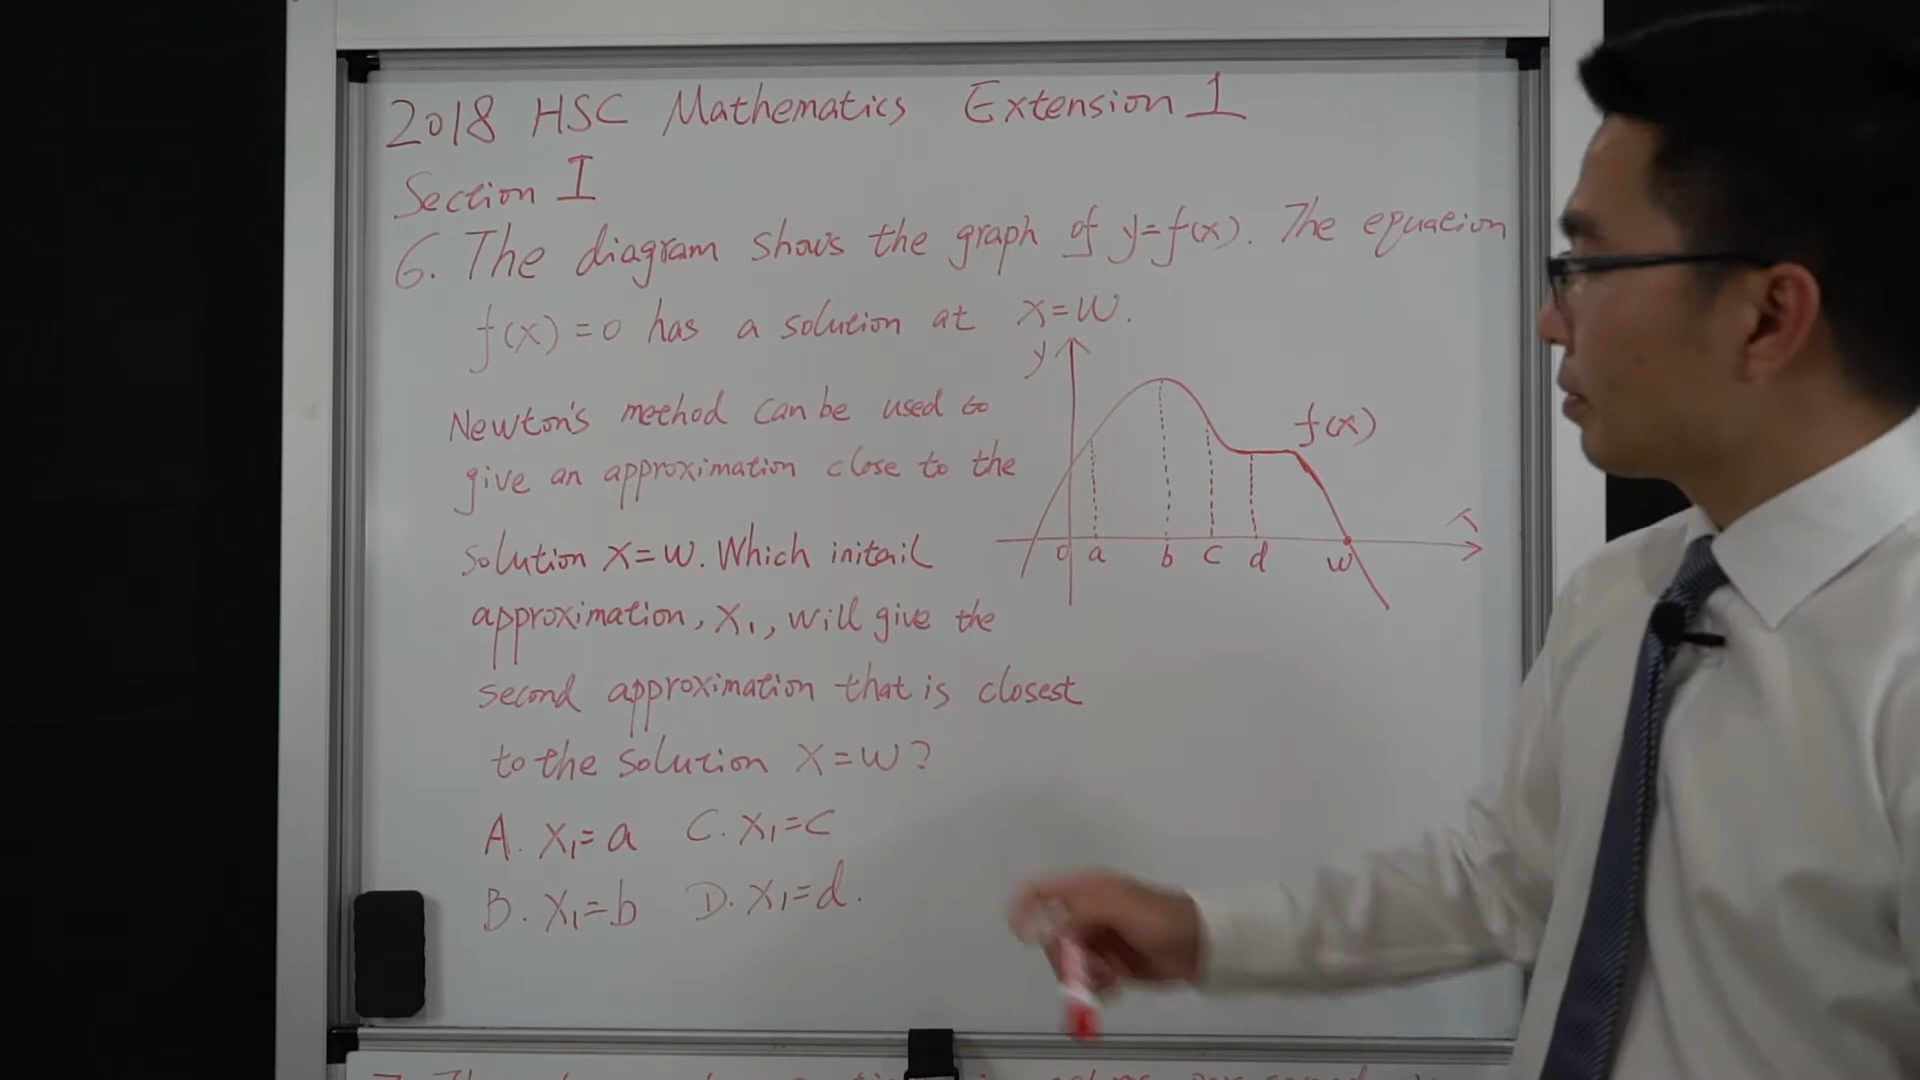 2018 HSC Mathematics Extension 1
Section I
6. The diagram shows the graph of y=f(x). The equation
f(x)=0 has a solution at x=w.
Newton's method can be used to
give an approximation close to the
solution x=w. Which initail
approximation, x₁, will give the
second approximation that is closest
to the solution x=w?
A. x₁=a C. x₁=c
B. x₁=b D. x₁=d.
y
f(x)
x
0 a b c d w